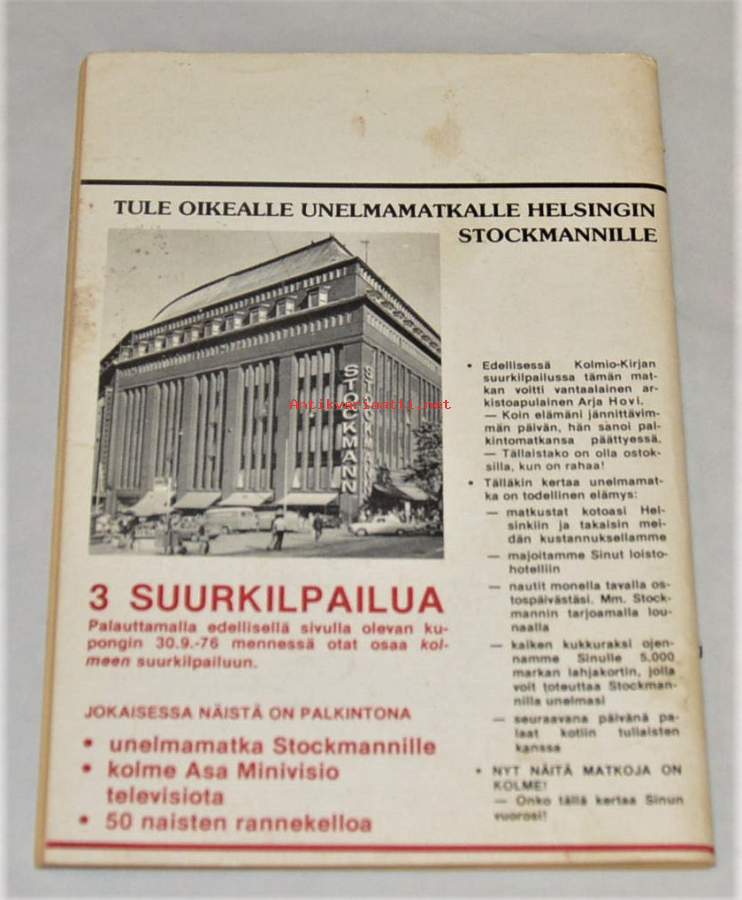 TULE OIKEALLE UNELMAMATKALLE HELSINGIN
STOCKMANNILLE
STOCKMANN
STOCKMANN
Antikvariaatti.net
3 SUURKILPAILUA
Palauttamalla edellisellä sivulla olevan ku-
pongin 30.9.-76 mennessä otat osaa kol-
meen suurkilpailuun.
JOKAISESSA NÄISTÄ ON PALKINTONA
• unelmamatka Stockmannille
• kolme Asa Minivisio
televisiota
• 50 naisten rannekelloa
• Edellisessä Kolmio-Kirjan
suurkilpailussa tämän mat-
kan voitti vantaalainen ar-
kistoapulainen Arja Hovi.
— Koin elämäni jännittävim-
män päivän, hän sanoi pal-
kintomatkansa päättyessä.
— Tällaistako on olla ostok-
silla, kun on rahaa!
• Tälläkin kertaa unelmamat-
ka on todellinen elämys:
— matkustat kotoasi Hel-
sinkiin ja takaisin mei-
dän kustannuksellamme
— majoitamme Sinut loisto-
hotelliin
— nautit monella tavalla os-
tospäivästäsi. Mm. Stock-
mannin tarjoamalla lou-
naalla
— kaiken kukkuraksi ojen-
namme Sinulle 5.000
markan lahjakortin, jolla
voit toteuttaa Stockman-
nilla unelmasi
— seuraavana päivänä pa-
laat kotiin tuliaisten
kanssa
• NYT NÄITÄ MATKOJA ON
KOLME!
— Onko tällä kertaa Sinun
vuorosi!